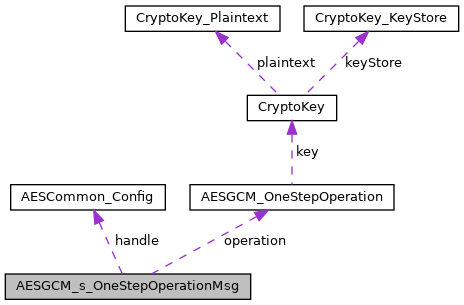 CryptoKey_Plaintext
CryptoKey_KeyStore
plaintext
keyStore
CryptoKey
key
AESCommon_Config
AESGCM_OneStepOperation
handle
operation
AESGCM_s_OneStepOperationMsg